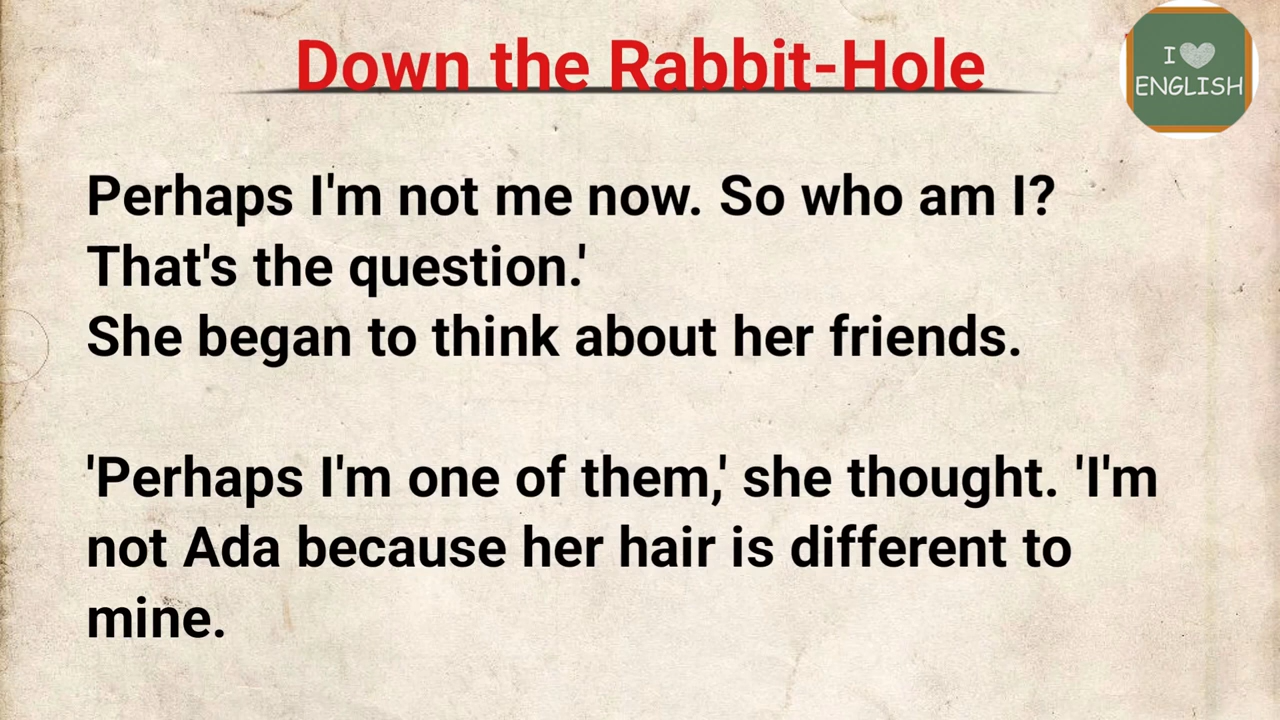 Down the Rabbit-Hole
I
ENGLISH
Perhaps I'm not me now. So who am I?
That's the question.'
She began to think about her friends.
'Perhaps I'm one of them,' she thought. 'I'm
not Ada because her hair is different to
mine.